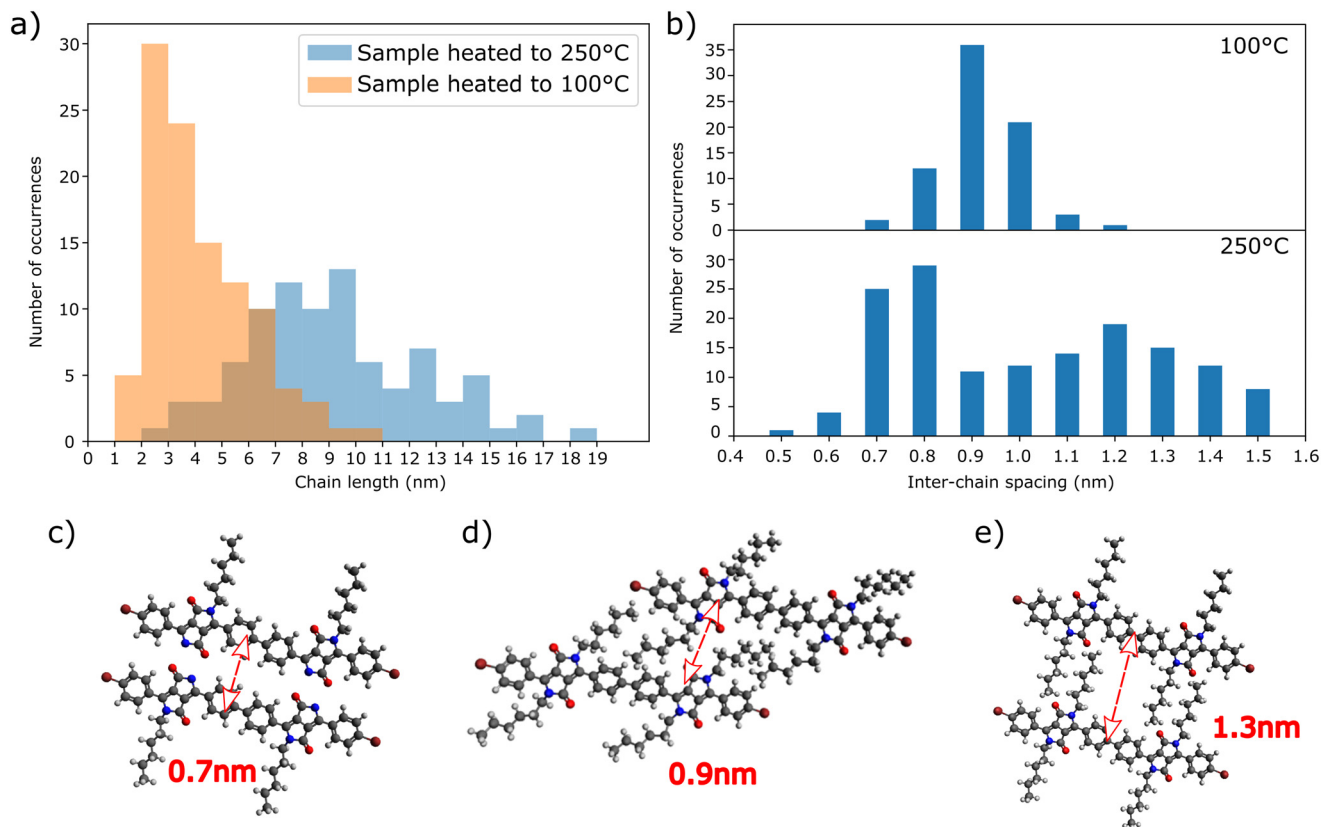 a)
Number of occurrences
30
25
20
15
10
5
0
Sample heated to 250°C
Sample heated to 100°C
0 1 2 3 4 5 6 7 8 9 10 11 12 13 14 15 16 17 18 19
Chain length (nm)
b)
Number of occurrences
100°C
35
30
25
20
15
10
5
0
250°C
30
25
20
15
10
5
0
0.4 0.5 0.6 0.7 0.8 0.9 1.0 1.1 1.2 1.3 1.4 1.5 1.6
Inter-chain spacing (nm)
c)
0.7nm
d)
0.9nm
e)
1.3nm